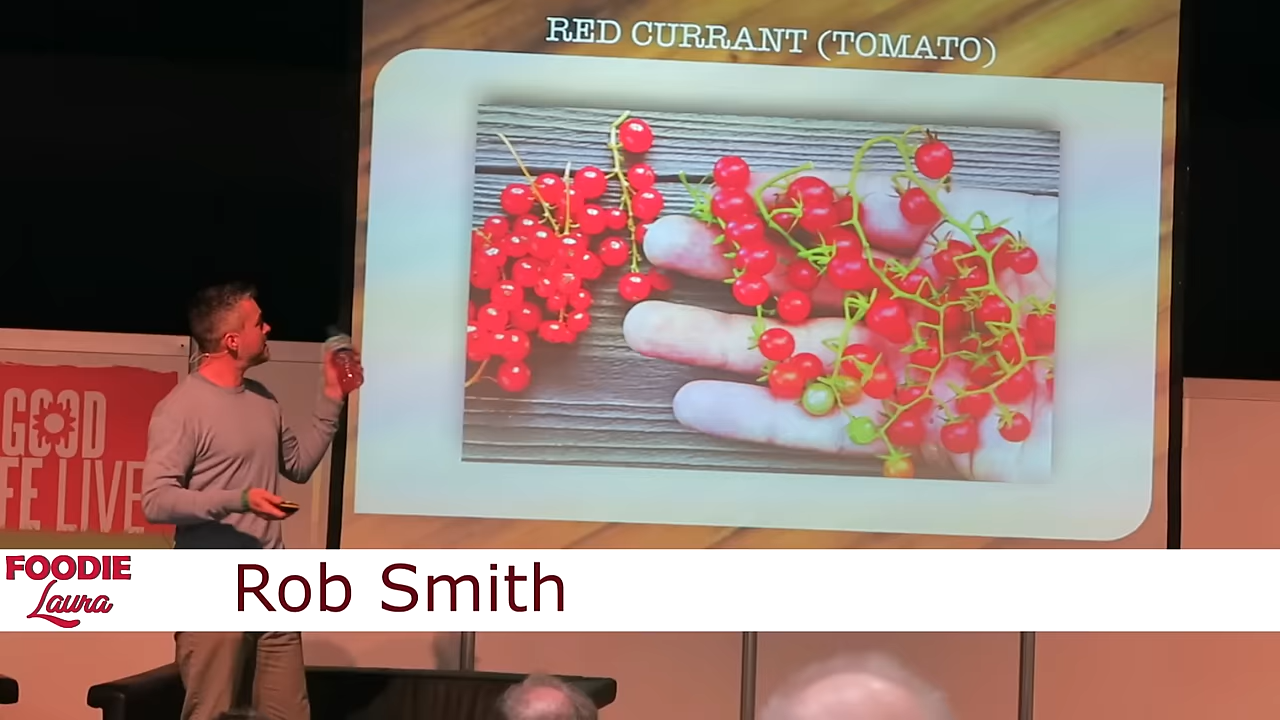 RED CURRANT (TOMATO)
GOOD
FE LIVE
FOODIE
Laura
Rob Smith